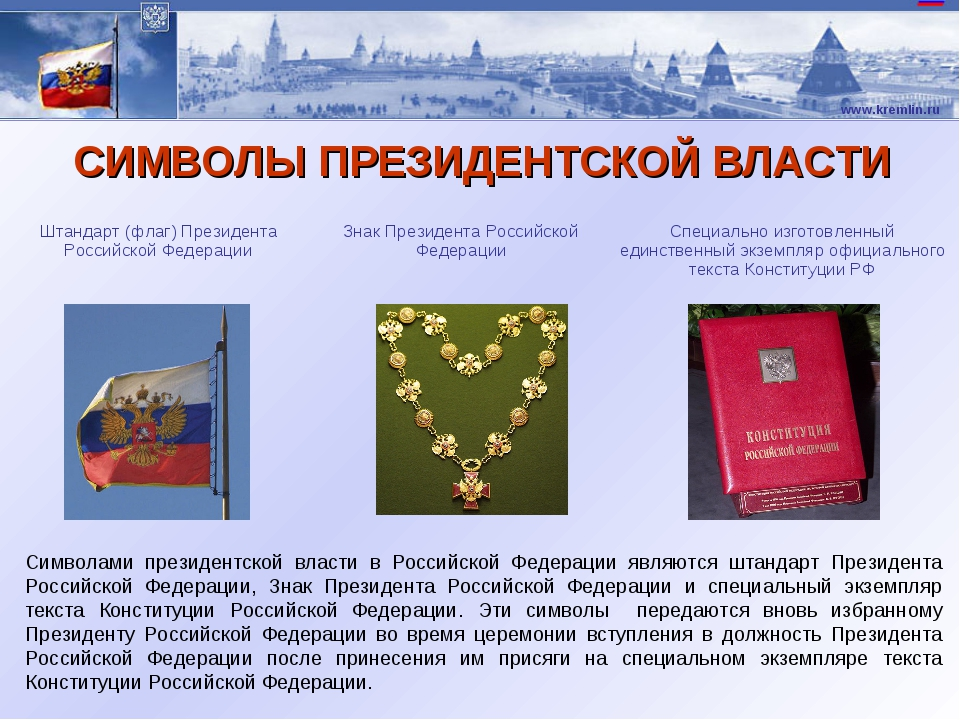 www.kremlin.ru
СИМВОЛЫ ПРЕЗИДЕНТСКОЙ ВЛАСТИ
Штандарт (флаг) Президента
Российской Федерации
Знак Президента Российской
Федерации
Специально изготовленный
единственный экземпляр официального
текста Конституции РФ
КОНСТИТУЦИЯ
РОССИЙСКОЙ ФЕДЕРАЦИИ
Символами президентской власти в Российской Федерации являются штандарт Президента
Российской Федерации, Знак Президента Российской Федерации и специальный экземпляр
текста Конституции Российской Федерации. Эти символы передаются вновь избранному
Президенту Российской Федерации во время церемонии вступления в должность Президента
Российской Федерации после принесения им присяги на специальном экземпляре текста
Конституции Российской Федерации.